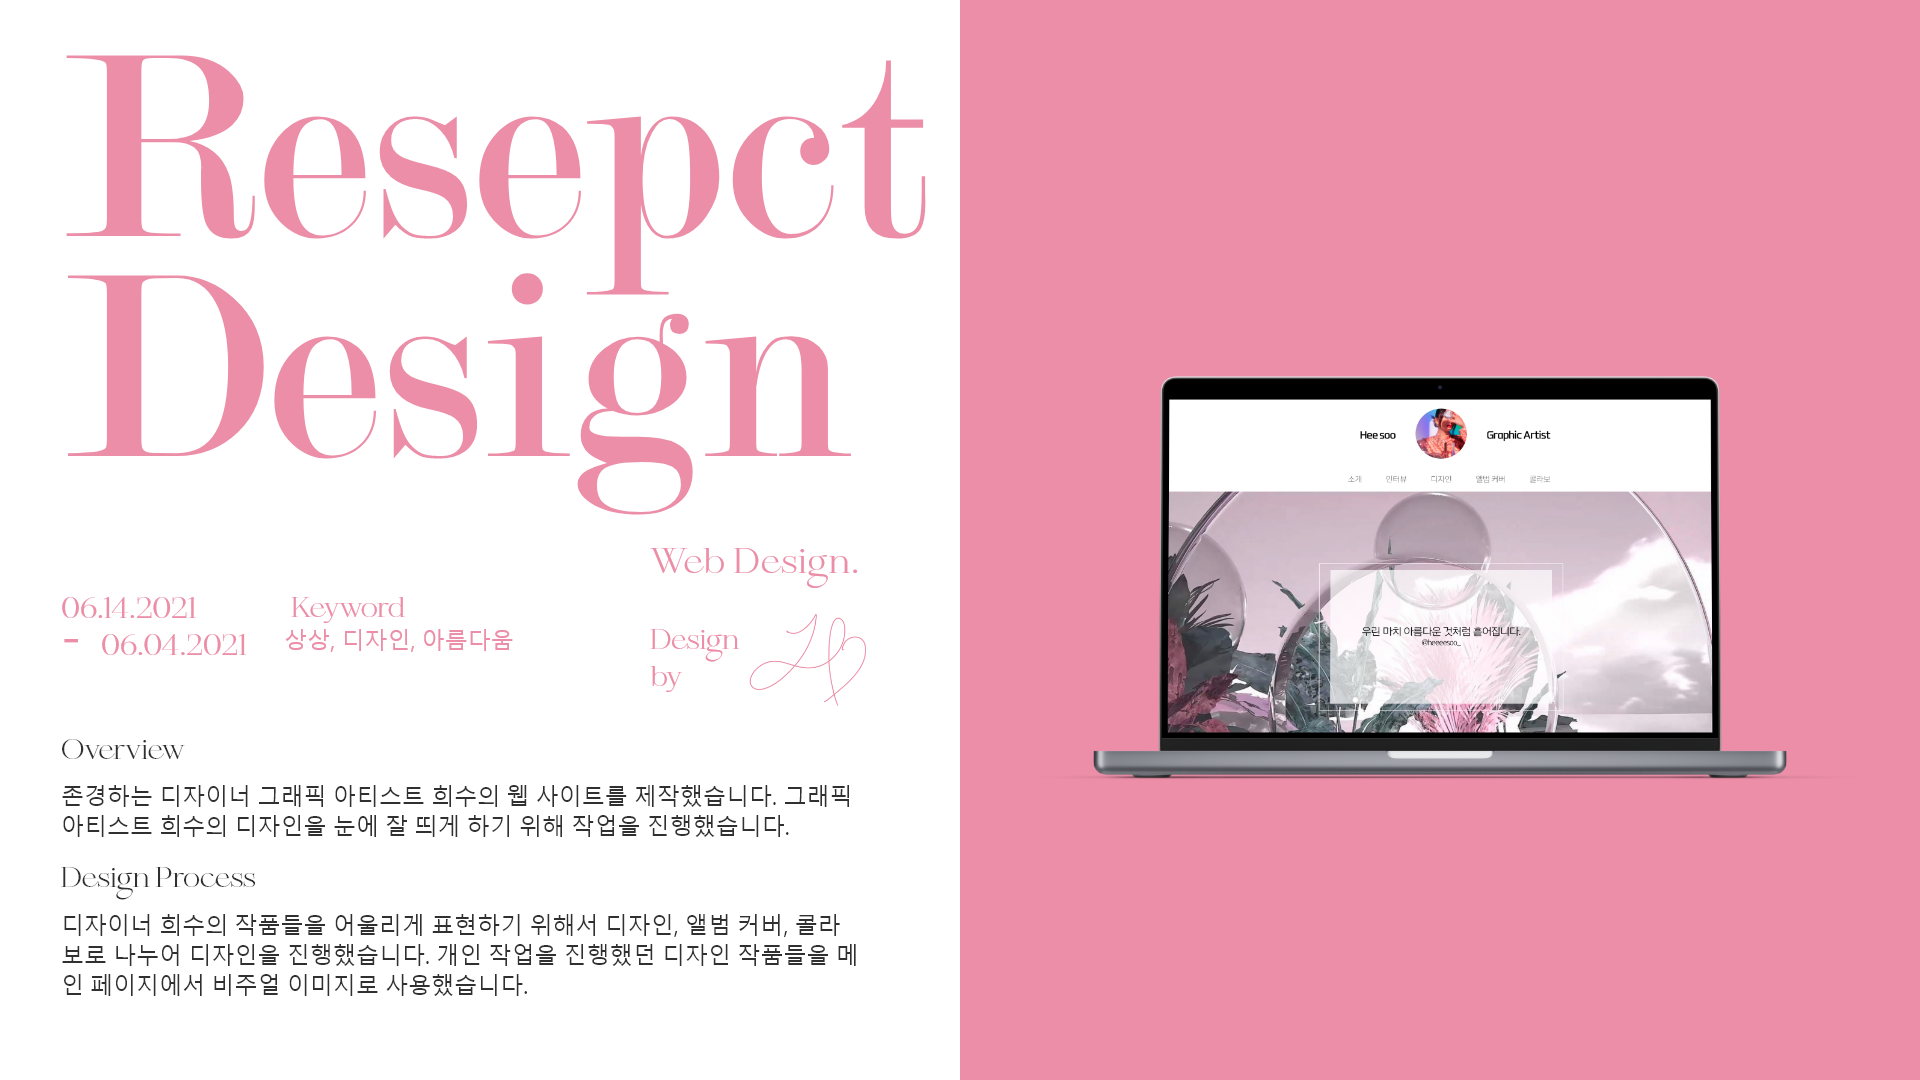 Resepct
Design
Web Design.
06.14.2021
- 06.04.2021
Keyword
상상, 디자인, 아름다움
Design
by
Overview
존경하는 디자이너 그래픽 아티스트 희수의 웹 사이트를 제작했습니다. 그래픽
아티스트 희수의 디자인을 눈에 잘 띄게 하기 위해 작업을 진행했습니다.
Design Process
디자이너 희수의 작품들을 어울리게 표현하기 위해서 디자인, 앨범 커버, 콜라
보로 나누어 디자인을 진행했습니다. 개인 작업을 진행했던 디자인 작품들을 메
인 페이지에서 비주얼 이미지로 사용했습니다.
Hee soo
Graphic Artist
소개 인터뷰 디자인 앨범 커버 콜라보
우린 마치 아름다운 것처럼 흩어집니다.
@heeeesoo_